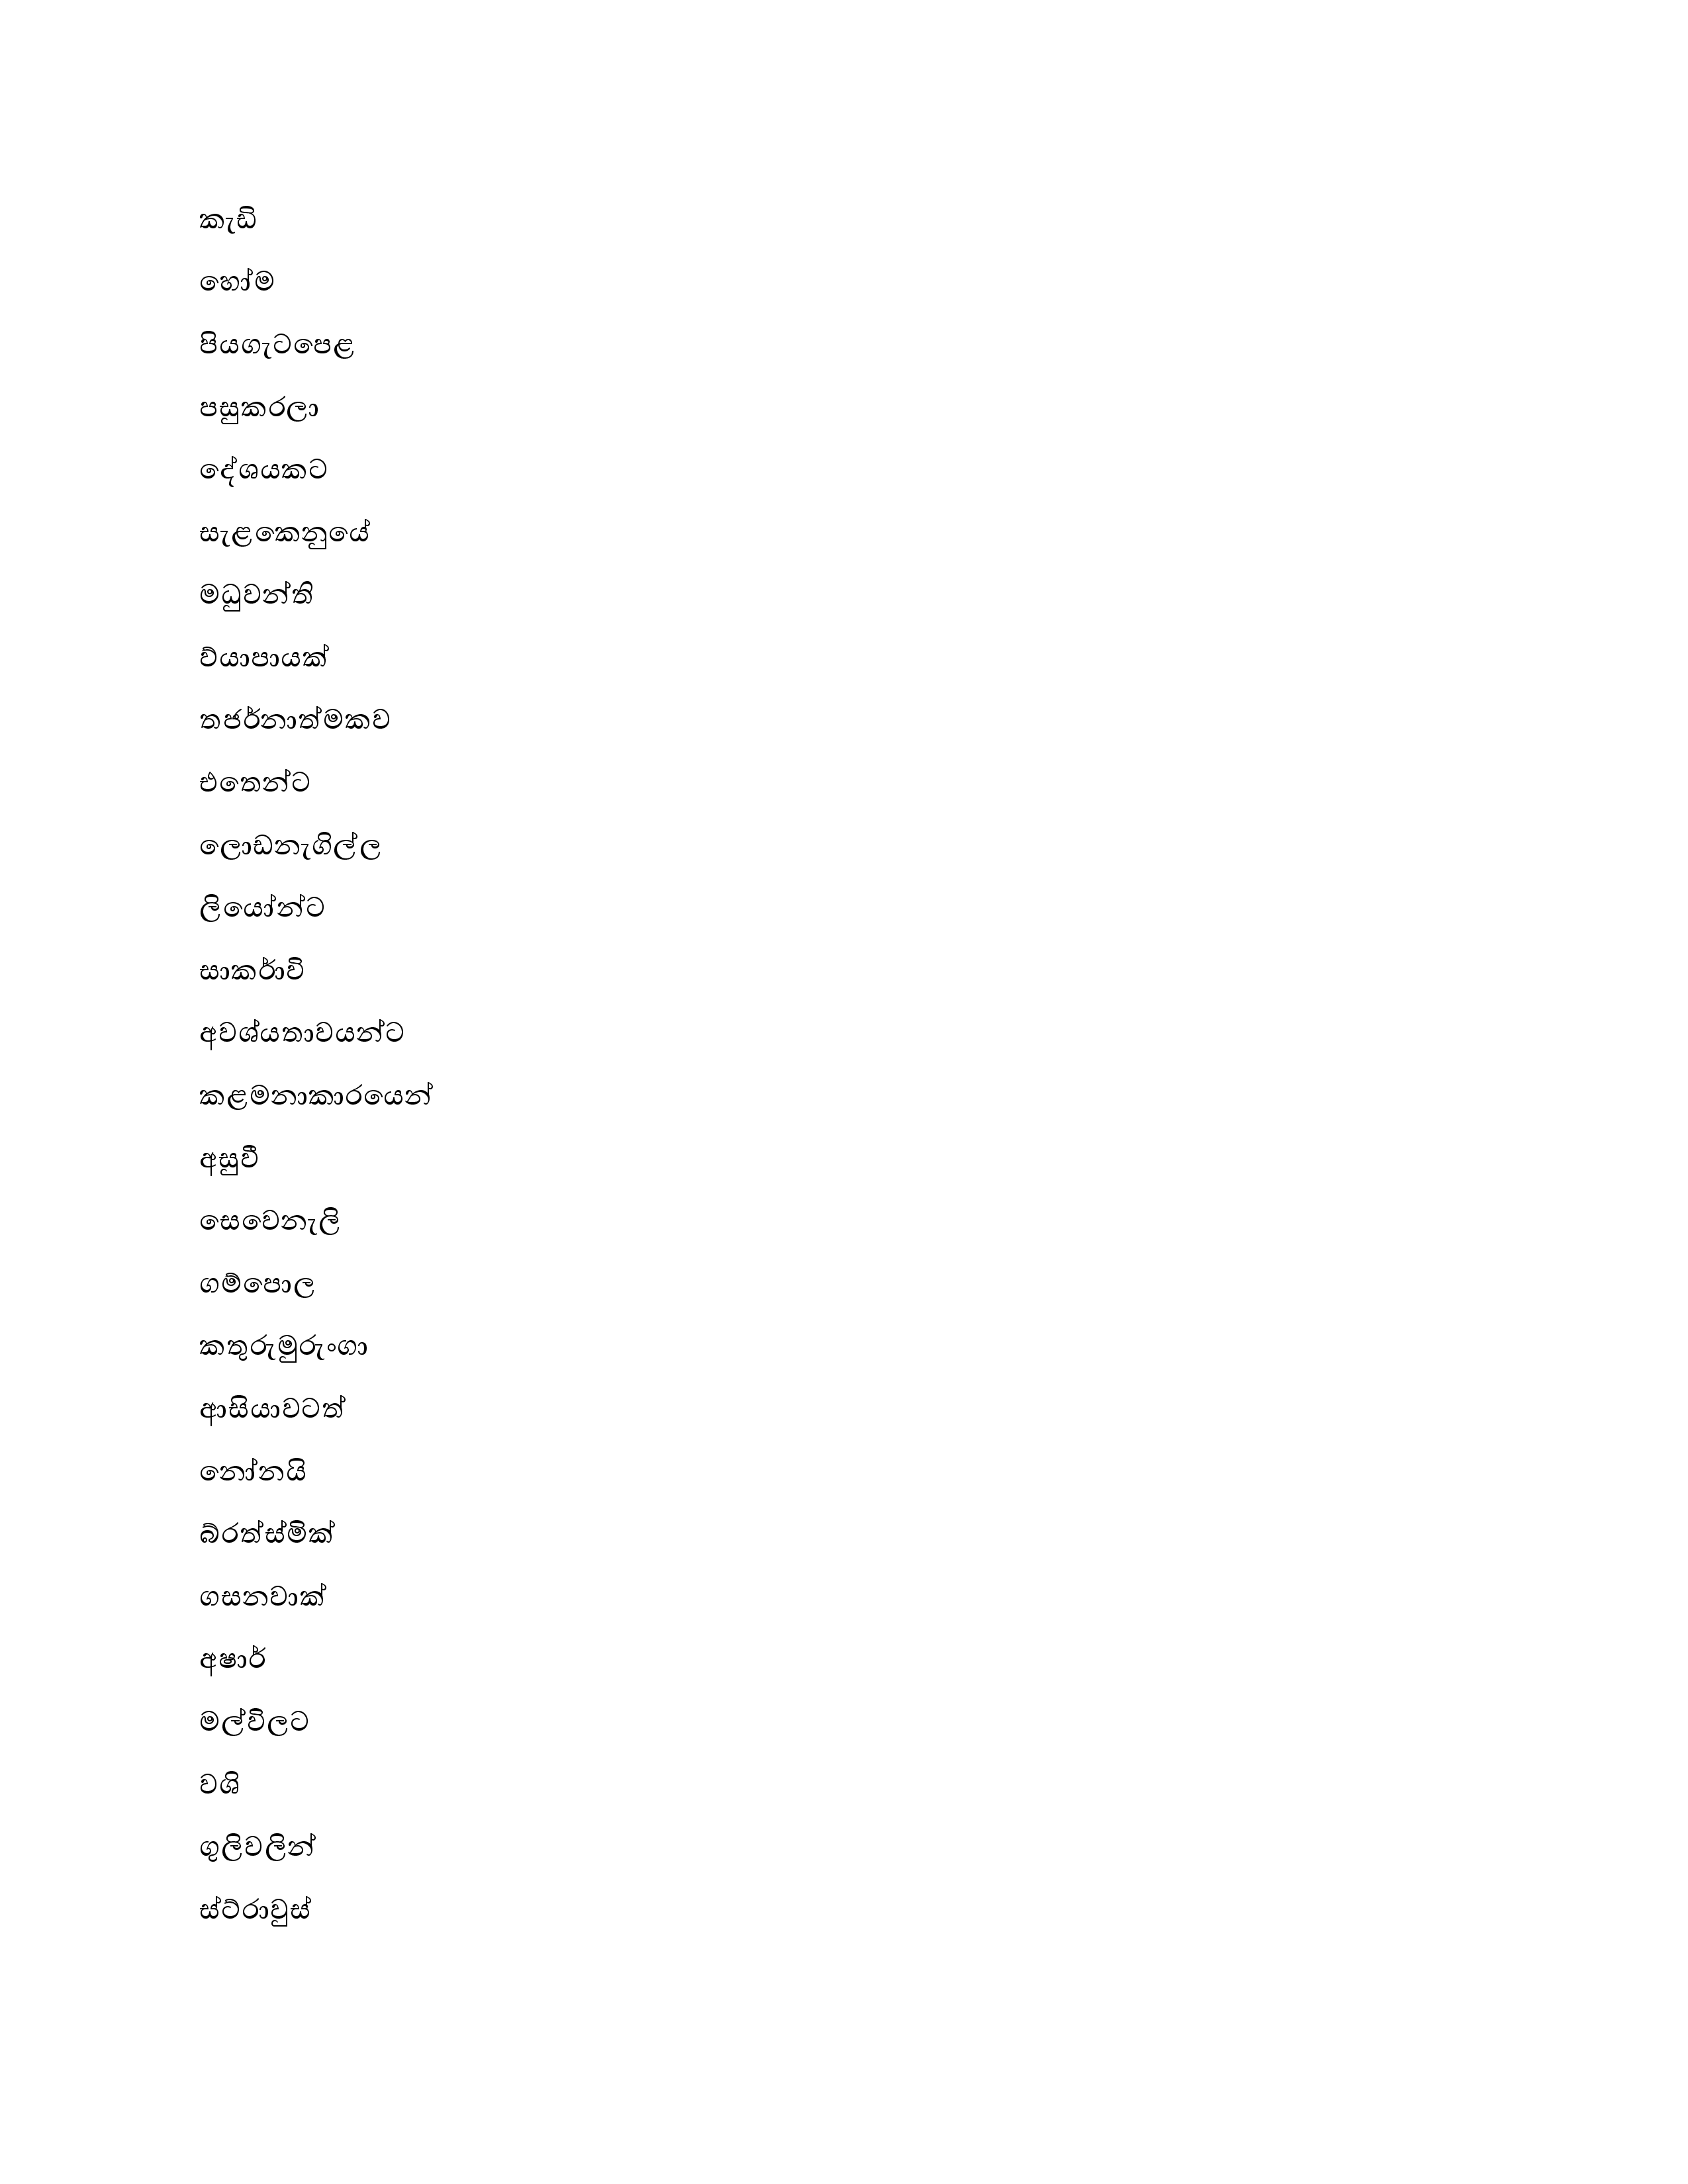 කැඩි
හෝම
පියගැටපෙළ
පසුකරලා
දේශයකට
සැළකෙනුයේ
මධුවන්ති
ව්යාපායක්
තජර්නාත්මකව
එතෙන්ට
ලොඩනැගිල්ල
ලියෝන්ට
සාකර්‍ාවි
අවශ්යතාවයන්ට
කළමනාකාරයෙන්
අසුවී
සෙවෙනැලි
ගම්පොල
කතුරුමුරුංගා
ආසියාවටත්
නෝනයි
බ්රත්ස්මික්
ගසනවාක්
අෂාර්
මල්විලට
වශි
ගුලිවලින්
ස්ට්රාවුස්